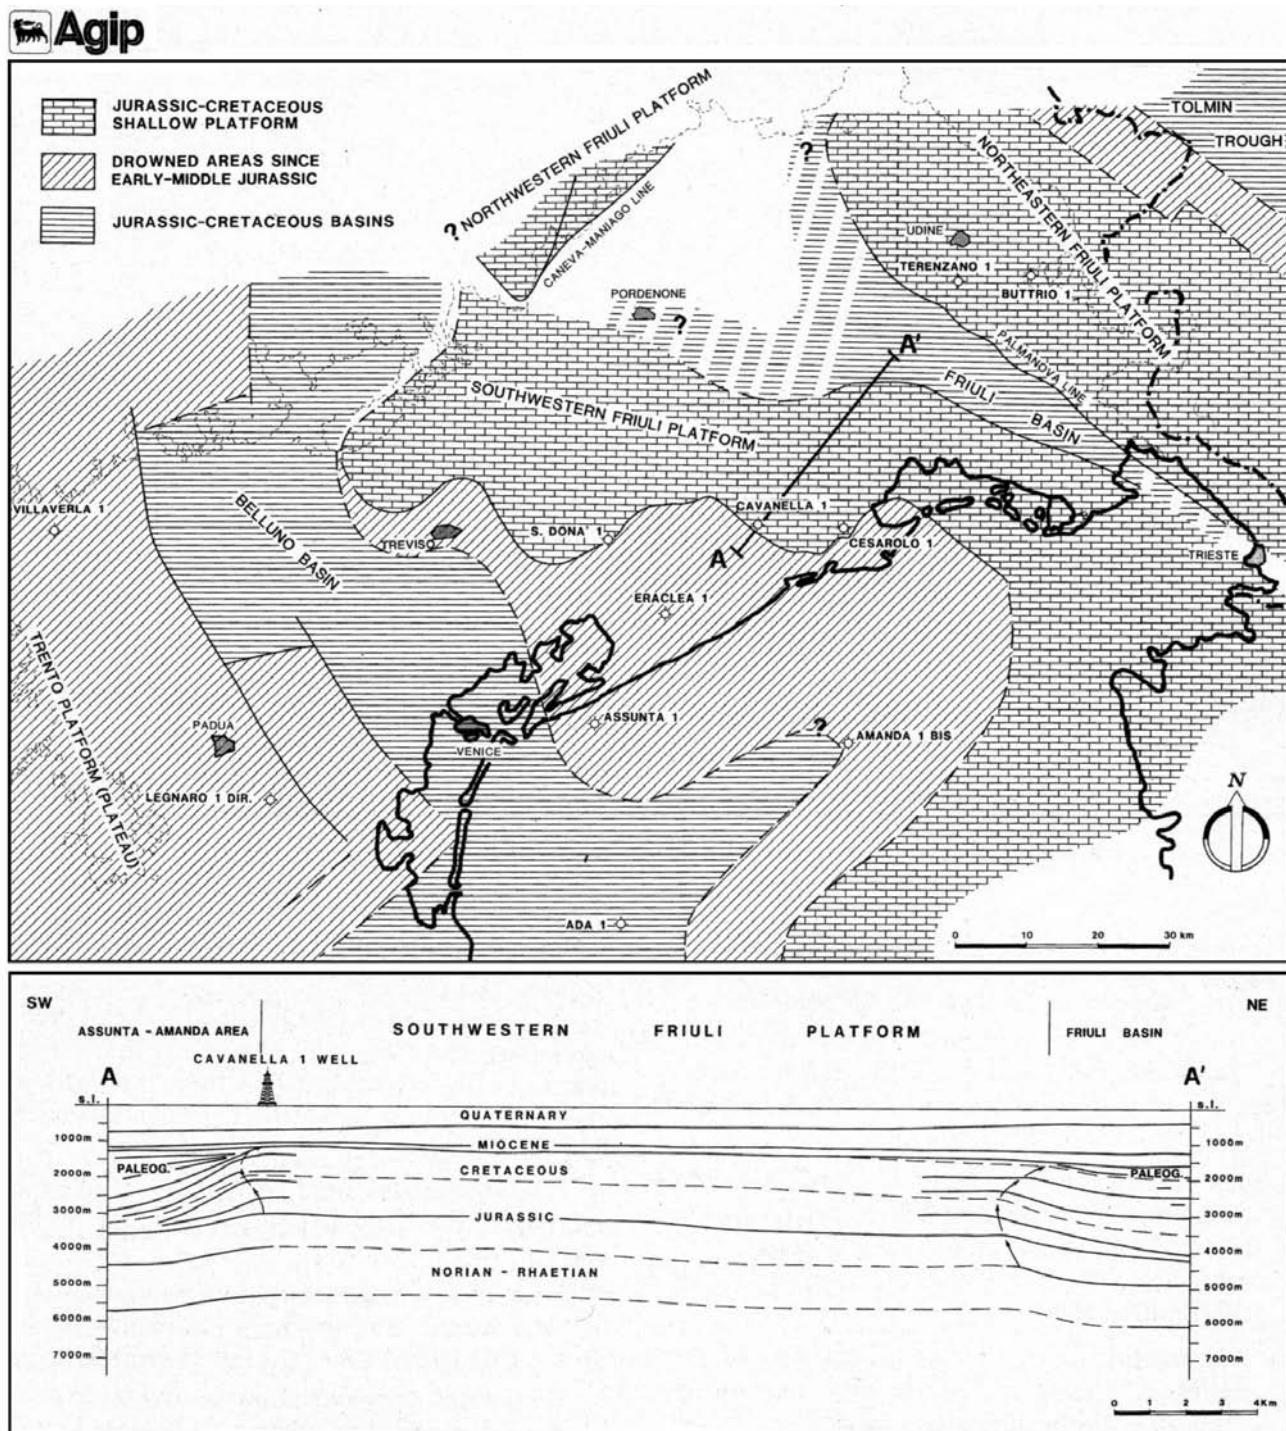 Agip
JURASSIC-CRETACEOUS
SHALLOW PLATFORM
DROWNED AREAS SINCE
EARLY-MIDDLE JURASSIC
JURASSIC-CRETACEOUS BASINS
? NORTHWESTERN FRIULI PLATFORM
CANEVA-MANIAGO LINE
TOLMIN
TROUGH
?
NORTHEASTERN FRIULI PLATFORM
UDINE
TERENZANO 1
BUTTRIO 1
PORDENONE
?
PALMANOVA LINE
A'
FRIULI
BASIN
SOUTHWESTERN FRIULI PLATFORM
VILLAVERLA 1
BELLUNO BASIN
TREVISO
S. DONA' 1
CAVANELLA 1
A
CESAROLO 1
TRIESTE
ERACLEA 1
TRENTO PLATFORM (PLATEAU)
PADUA
VENICE
ASSUNTA 1
?
AMANDA 1 BIS
LEGNARO 1 DIR.
N
ADA 1
0 10 20 30 km
SW
NE
ASSUNTA - AMANDA AREA
SOUTHWESTERN FRIULI PLATFORM
FRIULI BASIN
CAVANELLA 1 WELL
A
A'
s.l.
s.l.
QUATERNARY
1000m
MIOCENE
1000m
PALEOG.
CRETACEOUS
PALEOG.
2000m
2000m
3000m
JURASSIC
3000m
4000m
4000m
NORIAN - RHAETIAN
5000m
5000m
6000m
6000m
7000m
7000m
0 1 2 3 4Km